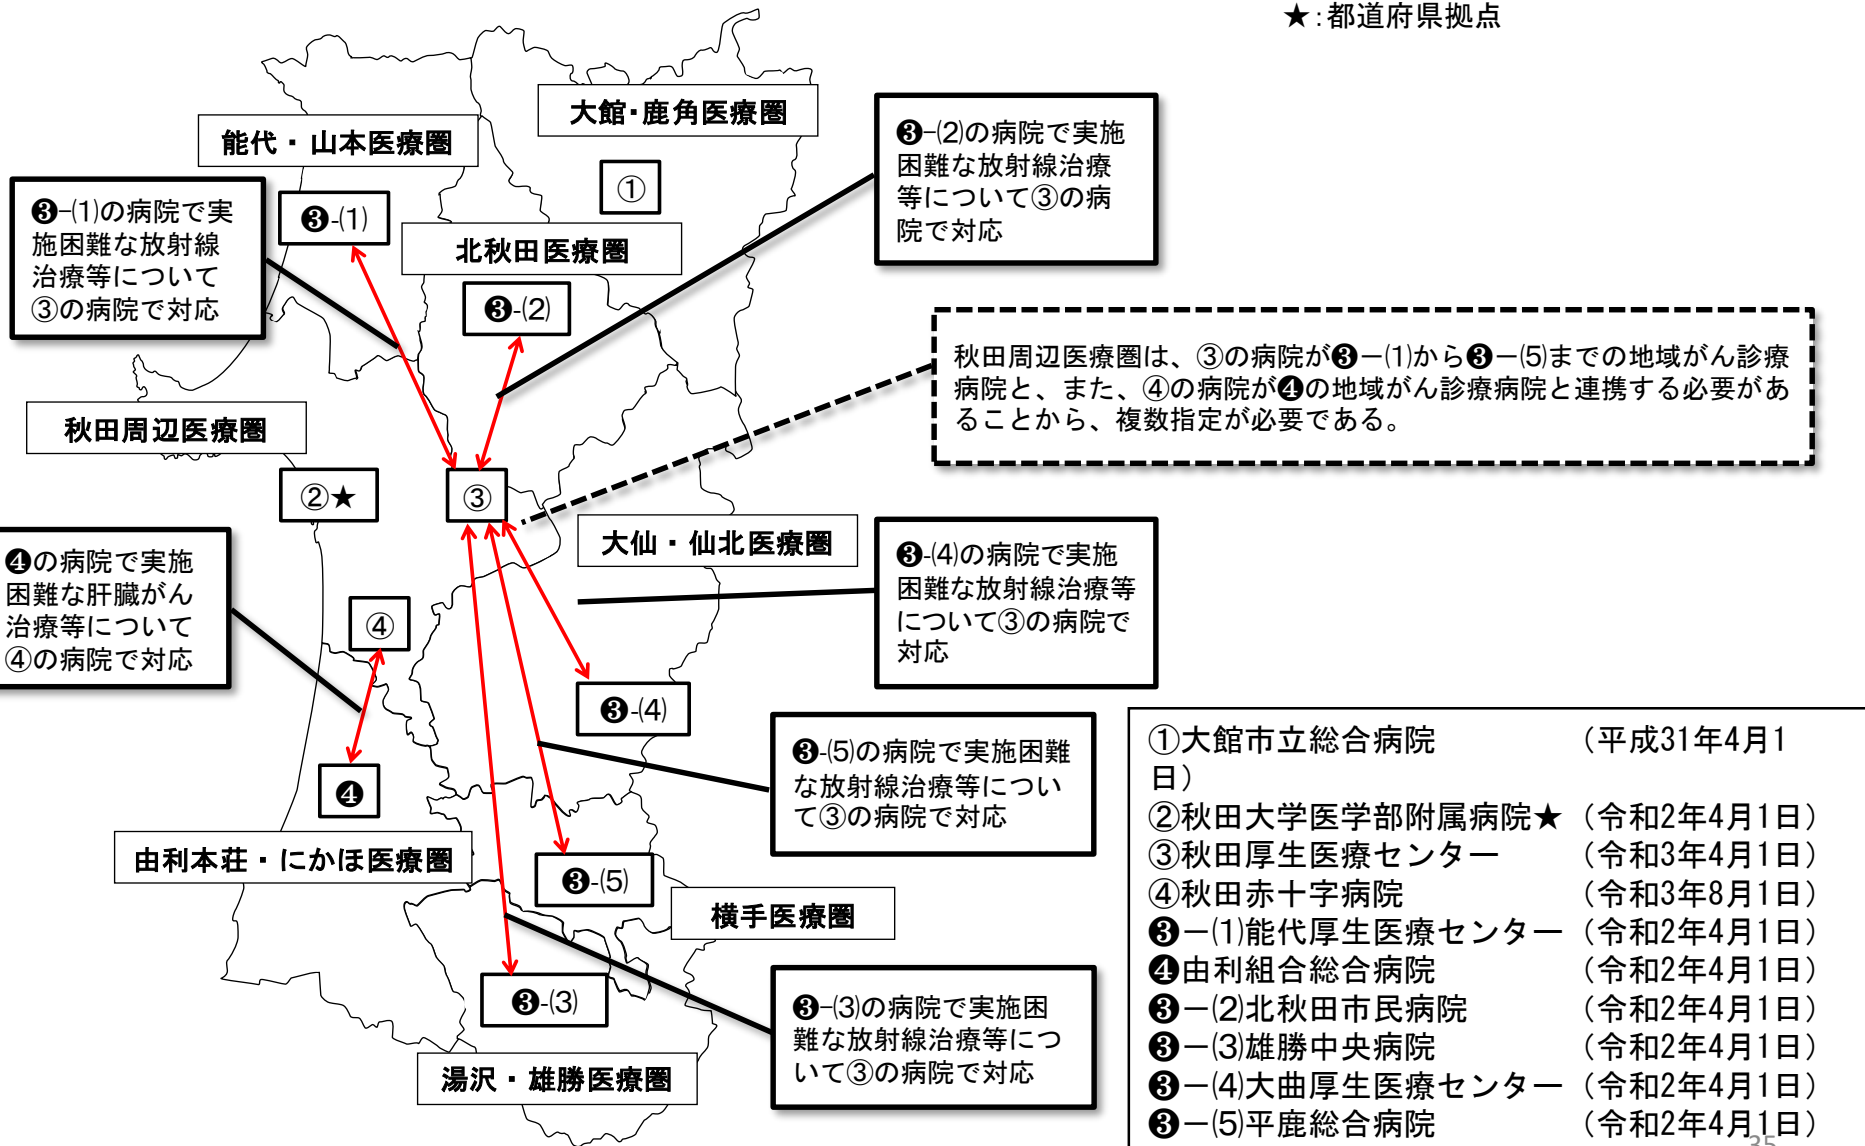 ★:都道府県拠点
大館・鹿角医療圏
能代・山本医療圏
❸-⑴の病院で実
施困難な放射線
治療等について
③の病院で対応
❸-⑴
①
❸-⑵の病院で実施
困難な放射線治療
等について③の病
院で対応
北秋田医療圏
❸-⑵
秋田周辺医療圏は、③の病院が❸－⑴から❸－⑸までの地域がん診療
病院と、また、④の病院が❹の地域がん診療病院と連携する必要があ
ることから、複数指定が必要である。
秋田周辺医療圏
②★
③
大仙・仙北医療圏
❹の病院で実施
困難な肝臓がん
治療等について
④の病院で対応
④
❸-⑷の病院で実施
困難な放射線治療等
について③の病院で
対応
❸-⑷
❹
❸-⑸の病院で実施困難
な放射線治療等につい
て③の病院で対応
由利本荘・にかほ医療圏
❸-⑸
横手医療圏
❸-⑶
❸-⑶の病院で実施困
難な放射線治療等につ
いて③の病院で対応
湯沢・雄勝医療圏
①大館市立総合病院 （平成31年4月1
日）
②秋田大学医学部附属病院★ （令和2年4月1日）
③秋田厚生医療センター （令和3年4月1日）
④秋田赤十字病院 （令和3年8月1日）
❸－⑴能代厚生医療センター （令和2年4月1日）
❹由利組合総合病院 （令和2年4月1日）
❸－⑵北秋田市民病院 （令和2年4月1日）
❸－⑶雄勝中央病院 （令和2年4月1日）
❸－⑷大曲厚生医療センター （令和2年4月1日）
❸－⑸平鹿総合病院 （令和2年4月1日）
35